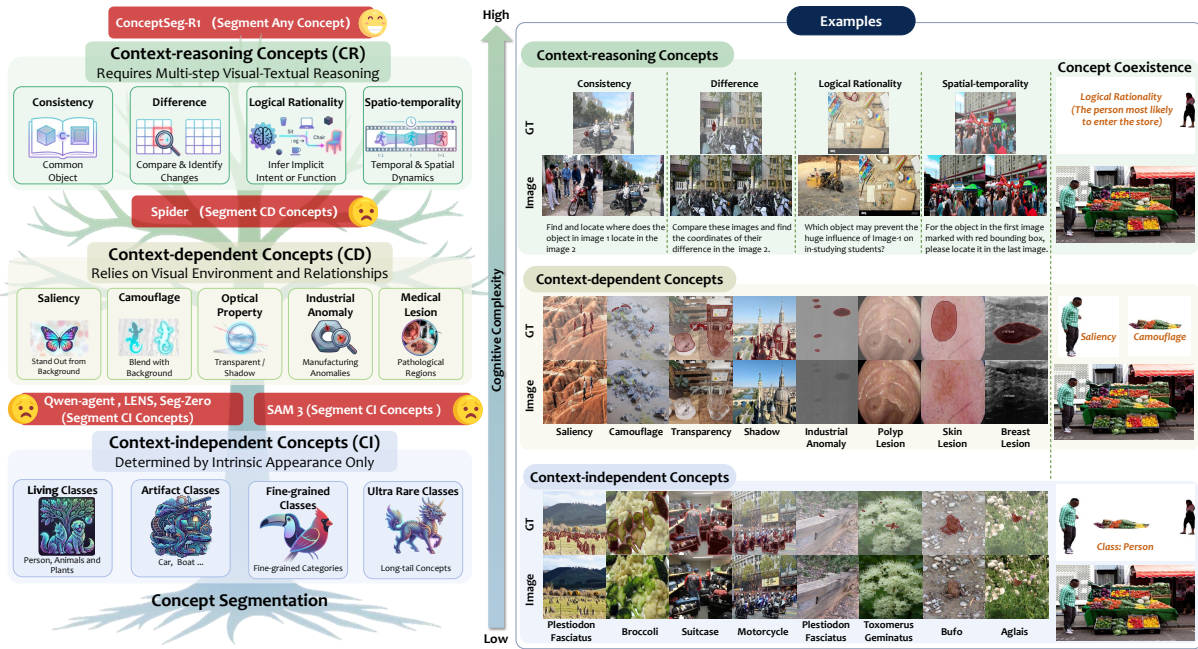 ConceptSeg-R1 (Segment Any Concept)
Context-reasoning Concepts (CR)
Requires Multi-step Visual-Textual Reasoning
Consistency
Common
Object
Difference
Compare & Identify
Changes
Logical Rationality
Sit
Chair
Infer Implicit
Intent or Function
Spatio-temporality
Temporal & Spatial
Dynamics
Spider (Segment CD Concepts)
Context-dependent Concepts (CD)
Relies on Visual Environment and Relationships
Saliency
Stand Out from
Background
Camouflage
Blend with
Background
Optical
Property
Transparent /
Shadow
Industrial
Anomaly
Manufacturing
Anomalies
Medical
Lesion
Pathological
Regions
Qwen-agent , LENS, Seg-Zero
(Segment CI Concepts)
SAM 3 (Segment CI Concepts )
Context-independent Concepts (CI)
Determined by Intrinsic Appearance Only
Living Classes
Person, Animals and
Plants
Artifact Classes
Car, Boat ...
Fine-grained
Classes
Fine-grained Categories
Ultra Rare Classes
Long-tail Concepts
Concept Segmentation
High
Cognitive Complexity
Low
Examples
Context-reasoning Concepts
Consistency
Difference
Logical Rationality
Spatial-temporality
GT
Image
Find and locate where does the
object in image 1 locate in the
image 2
Compare these images and find
the coordinates of their
difference in the image 2.
Which object may prevent the
huge influence of Image-1 on
in-studying students?
For the object in the first image
marked with red bounding box,
please locate it in the last image.
Concept Coexistence
Logical Rationality
(The person most likely
to enter the store)
Context-dependent Concepts
GT
Image
Saliency
Camouflage
Transparency
Shadow
Industrial
Anomaly
Polyp
Lesion
Skin
Lesion
Breast
Lesion
Saliency
Camouflage
Context-independent Concepts
GT
Image
Plestiodon
Fasciatus
Broccoli
Suitcase
Motorcycle
Plestiodon
Fasciatus
Toxomerus
Geminatus
Bufo
Aglais
Class: Person